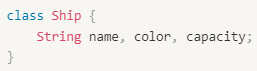 class Ship {
    String name, color, capacity;
}